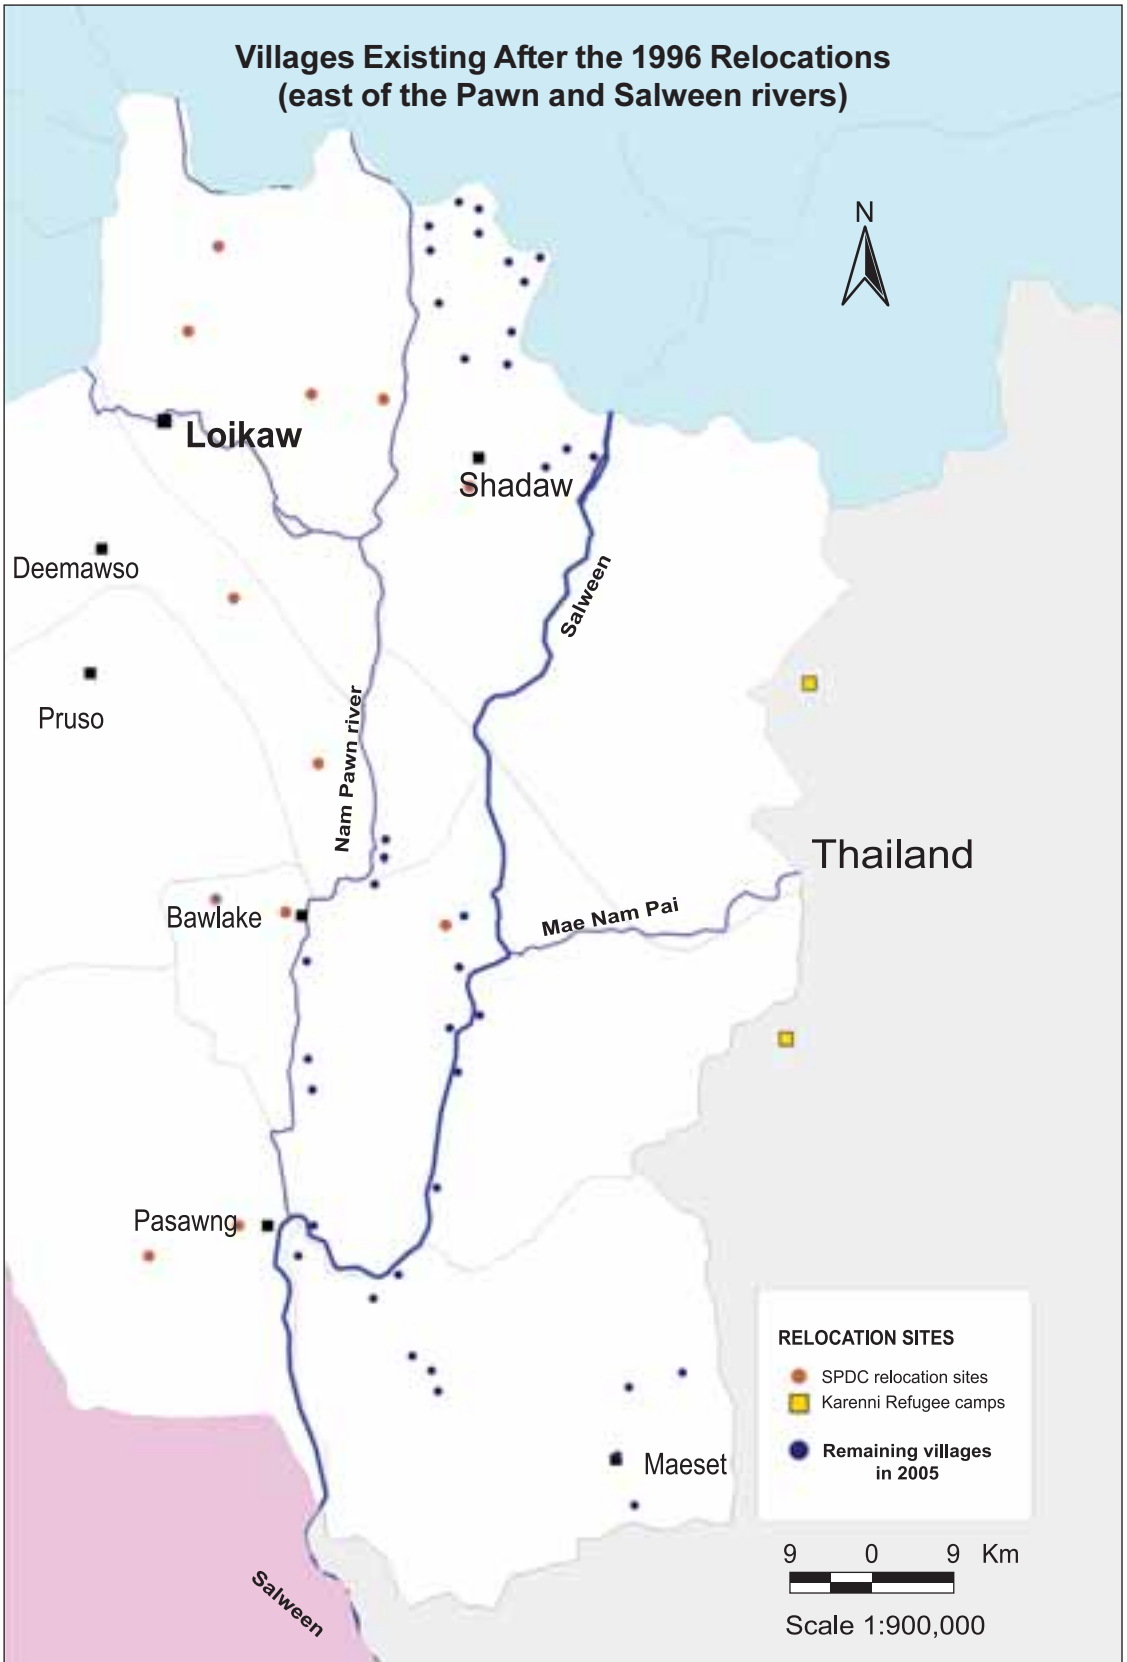 Villages Existing After the 1996 Relocations
(east of the Pawn and Salween rivers)
N
Loikaw
Shadaw
Deemawso
Salween
Pruso
Nam Pawn river
Thailand
Bawlake
Mae Nam Pai
Pasawng
RELOCATION SITES
SPDC relocation sites
Karenni Refugee camps
Remaining villages
in 2005
Maeset
9 0 9 Km
Salween
Scale 1:900,000